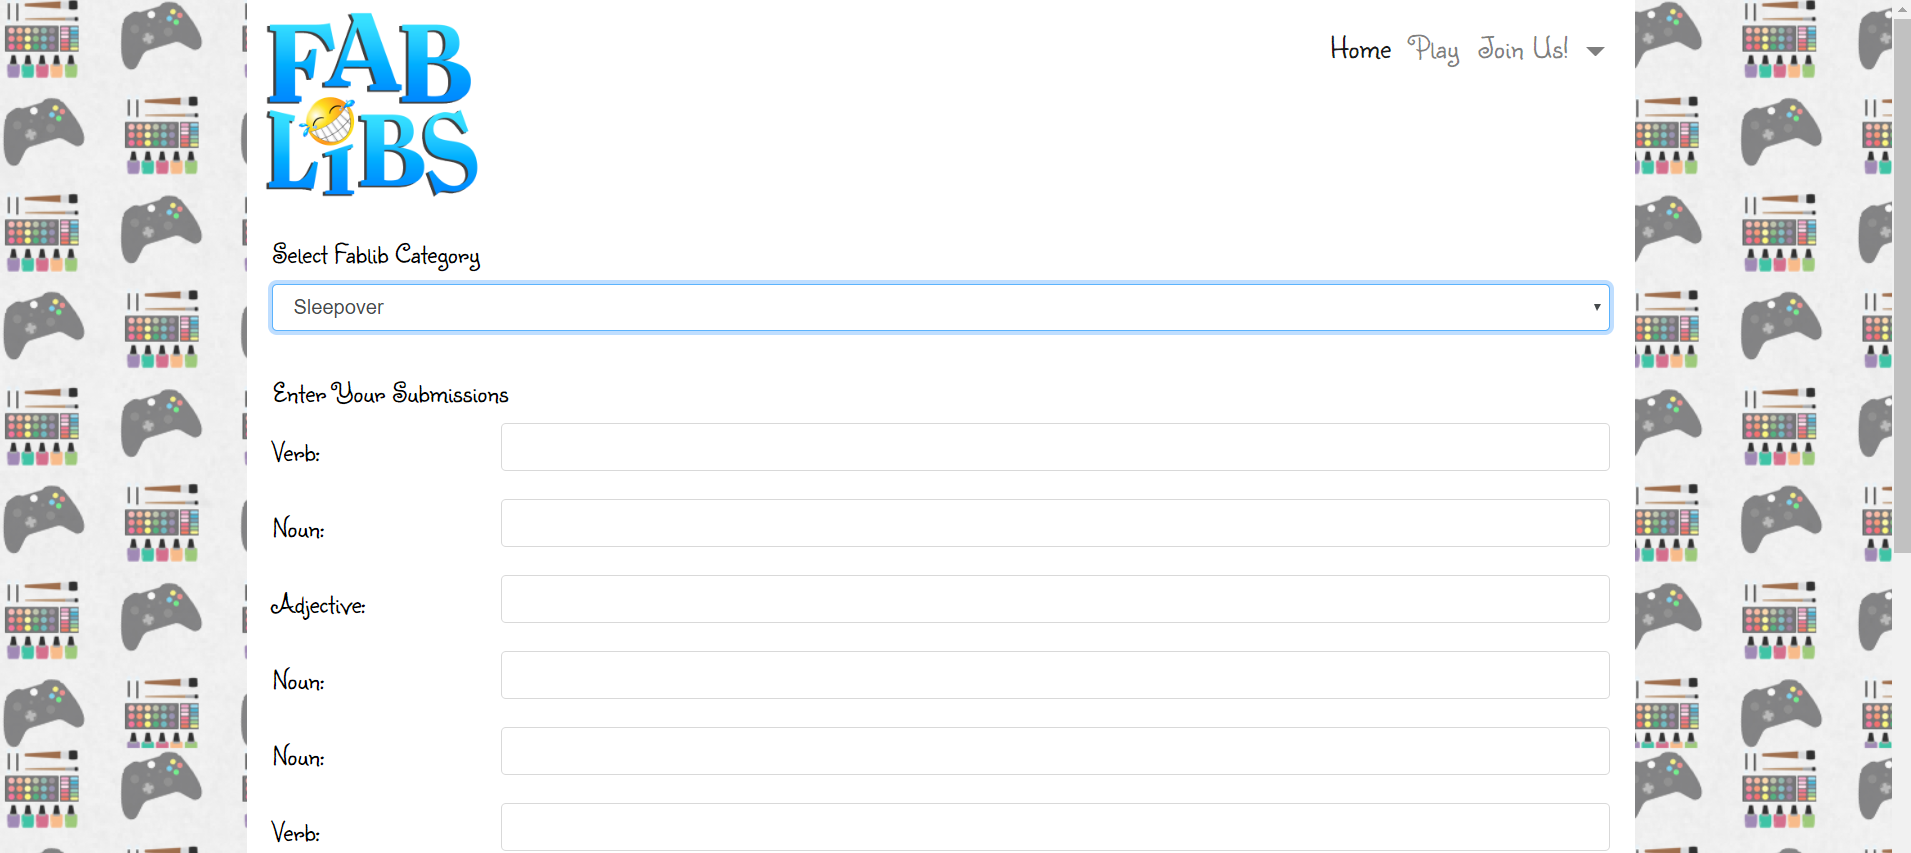 FAB
LIBS
Home Play Join Us!
Select Fablib Category
Sleepover
Enter Your Submissions
Verb:
Noun:
Adjective:
Noun:
Noun:
Verb: